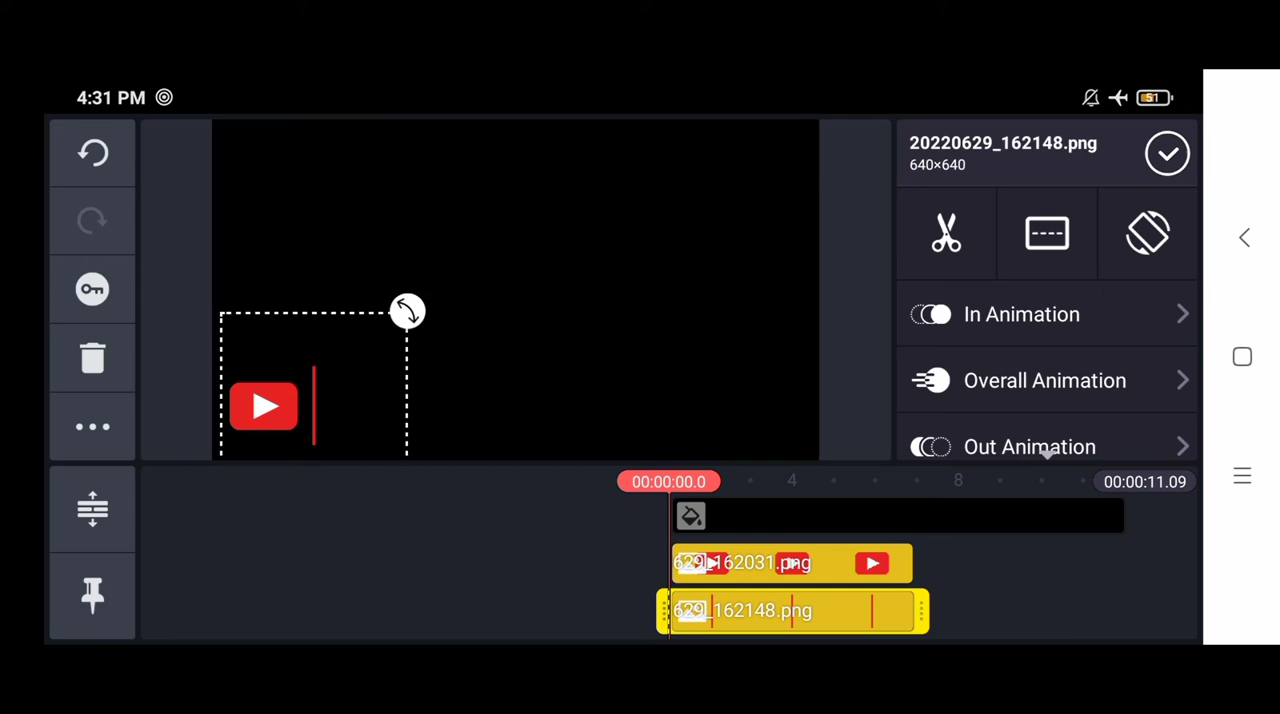 4:31 PM
51
20220629_162148.png
640×640
In Animation
Overall Animation
Out Animation
00:00:00.0
4
8
00:00:11.09
629_162031.png
629_162148.png